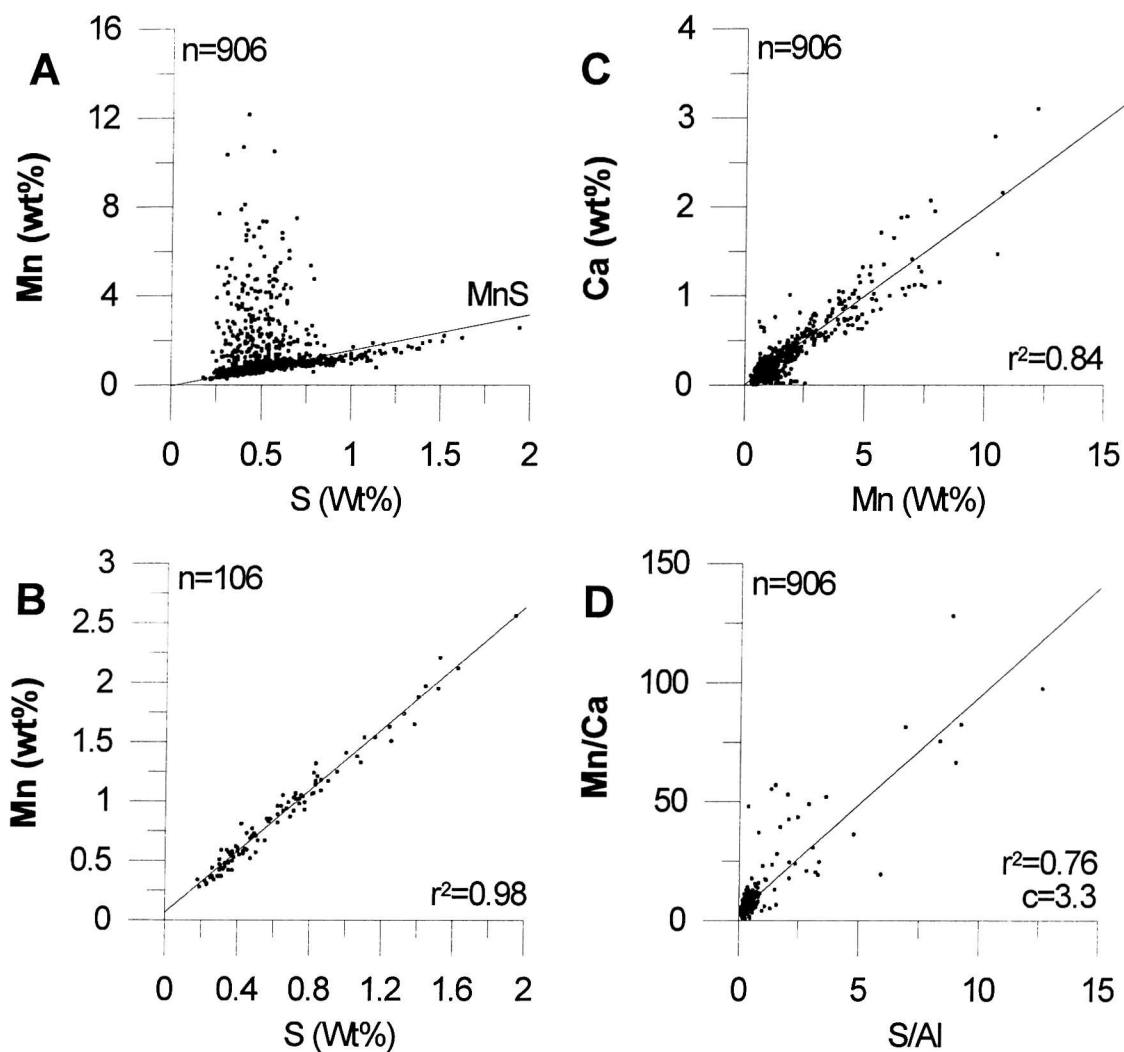 A
n=906
16
12
8
4
0
Mn (wt%)
MnS
0 0.5 1 1.5 2
S (Wt%)
C
n=906
4
3
2
1
0
Ca (wt%)
r²=0.84
0 5 10 15
Mn (Wt%)
B
n=106
3
2.5
2
1.5
1
0.5
0
Mn (wt%)
r²=0.98
0 0.4 0.8 1.2 1.6 2
S (Wt%)
D
n=906
150
100
50
0
Mn/Ca
r²=0.76
c=3.3
0 5 10 15
S/Al